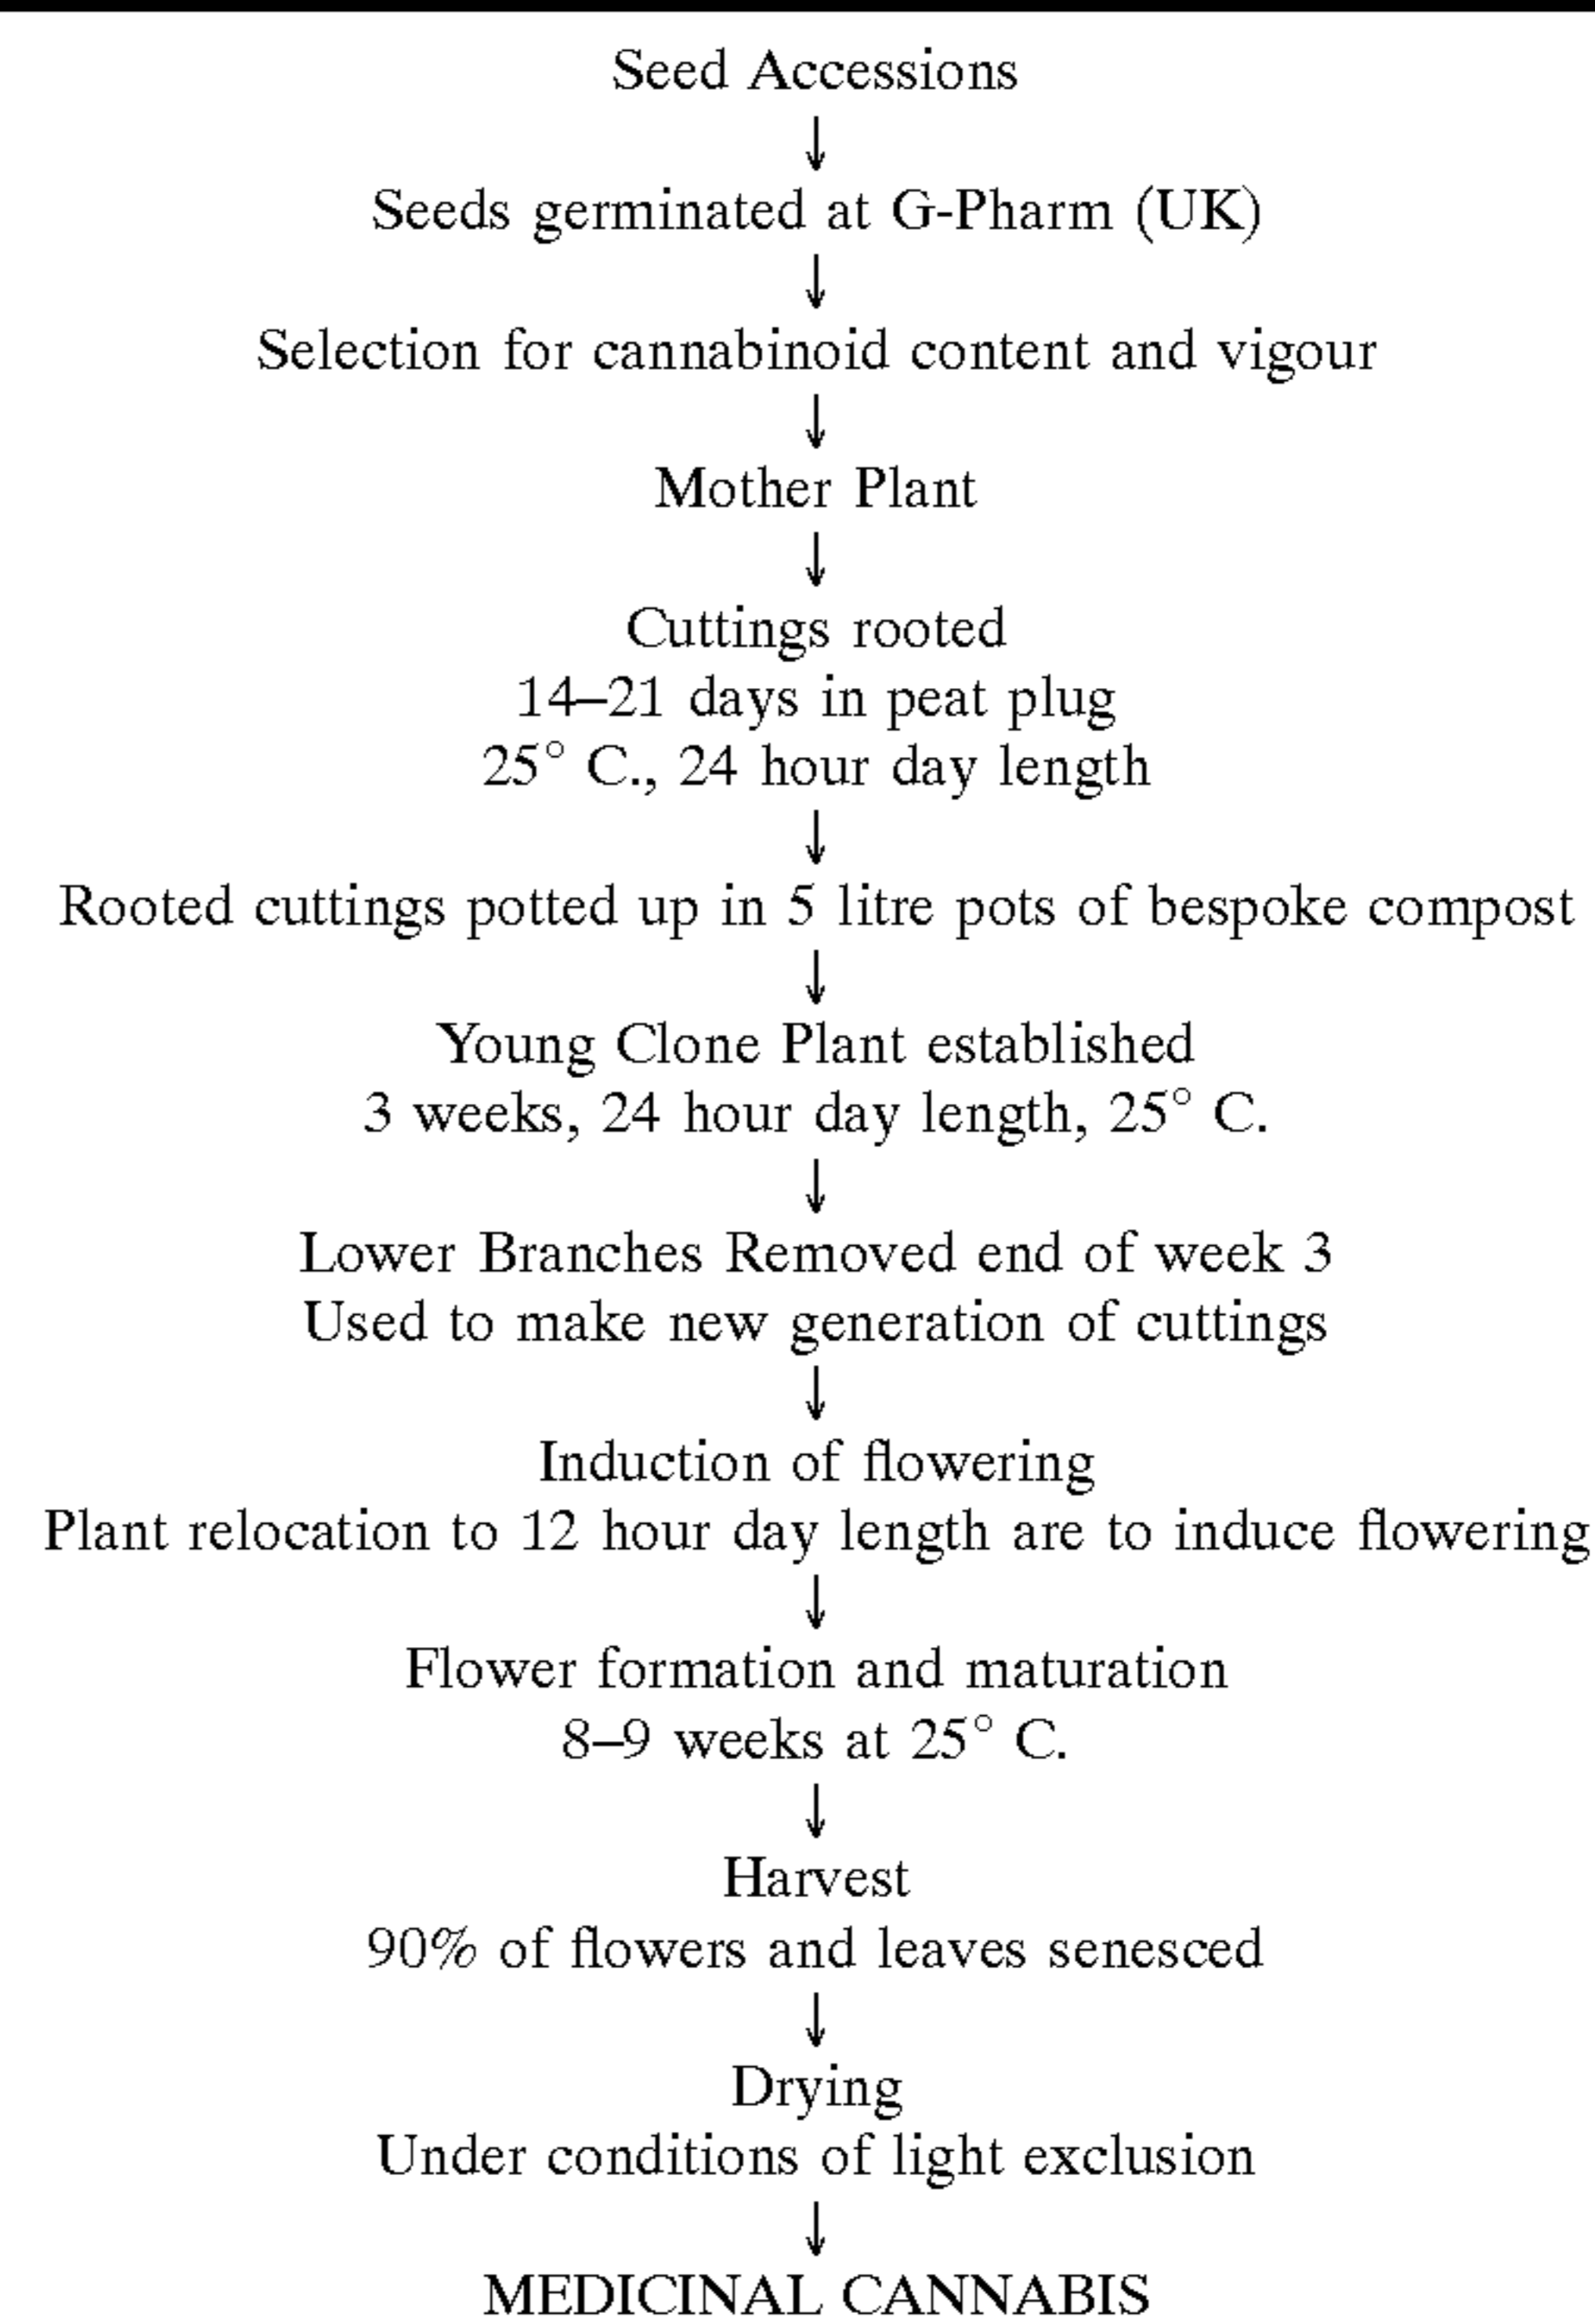 Seed Accessions
↓
Seeds germinated at G-Pharm (UK)
↓
Selection for cannabinoid content and vigour
↓
Mother Plant
↓
Cuttings rooted
14–21 days in peat plug
25° C., 24 hour day length
↓
Rooted cuttings potted up in 5 litre pots of bespoke compost
↓
Young Clone Plant established
3 weeks, 24 hour day length, 25° C.
↓
Lower Branches Removed end of week 3
Used to make new generation of cuttings
↓
Induction of flowering
Plant relocation to 12 hour day length are to induce flowering
↓
Flower formation and maturation
8–9 weeks at 25° C.
↓
Harvest
90% of flowers and leaves senesced
↓
Drying
Under conditions of light exclusion
↓
MEDICINAL CANNABIS